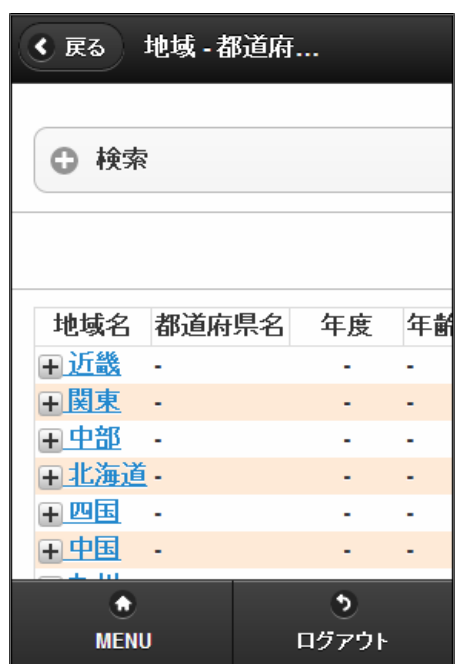 戻る 地域 - 都道府...
検索
地域名 都道府県名 年度 年齢
近畿 - - -
関東 - - -
中部 - - -
北海道 - - -
四国 - - -
中国 - - -
MENU ログアウト